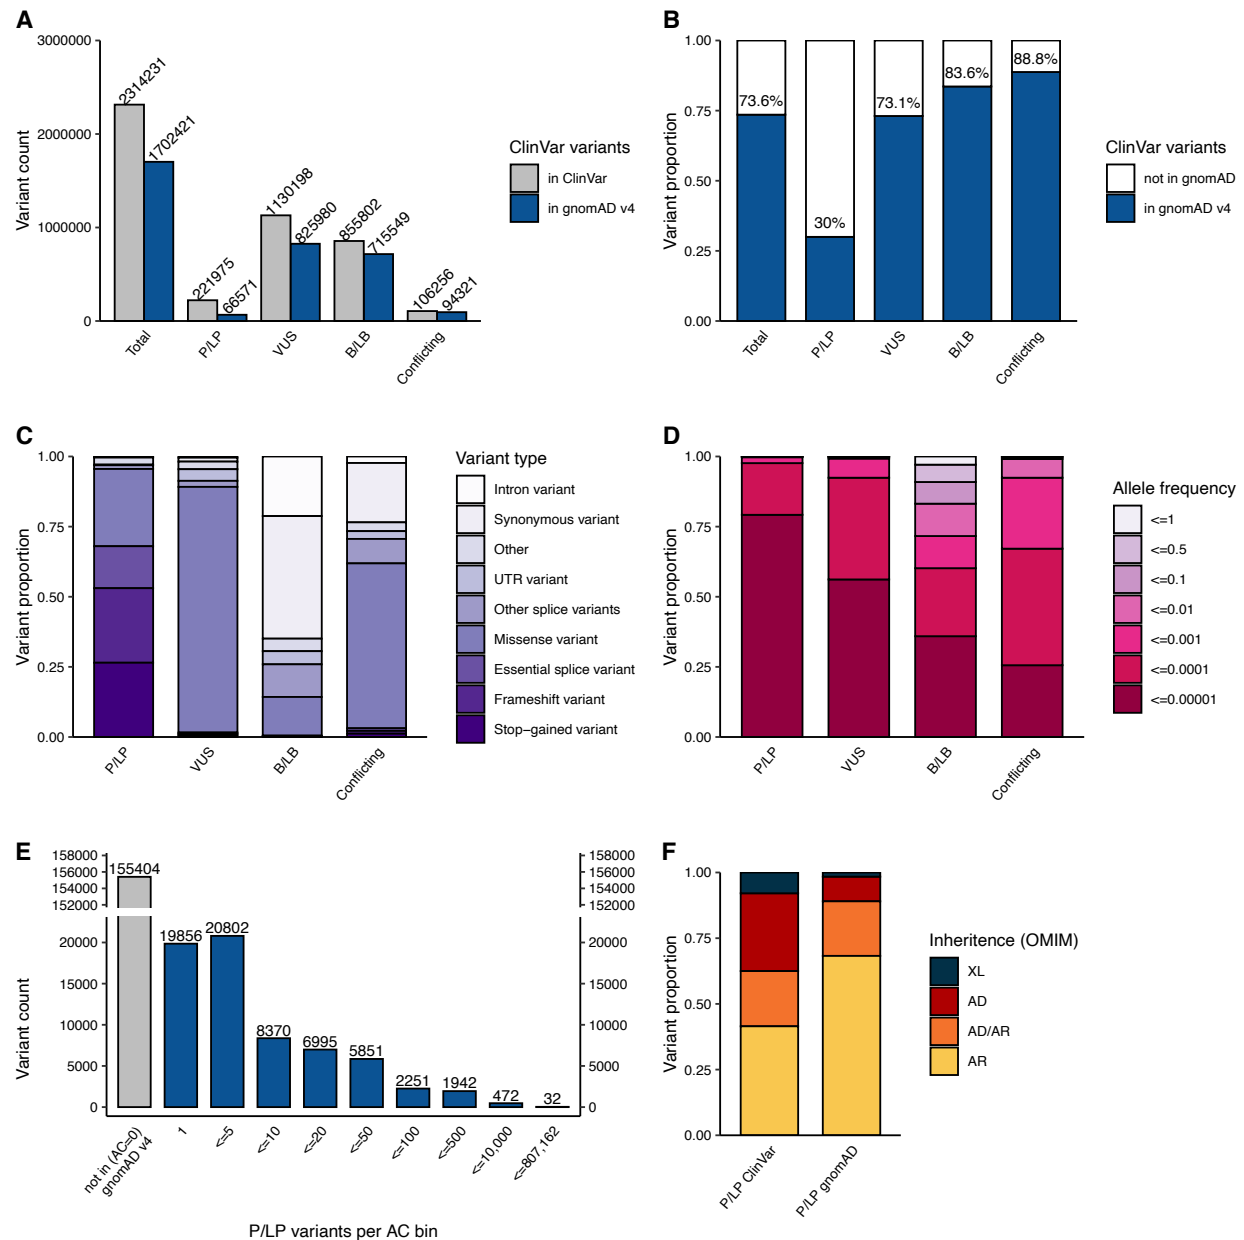 A
3000000
2000000
1000000
0
Variant count
2314231
1702421
221975
66571
1130198
825980
855802
715549
106256
94321
Total
P/LP
VUS
B/LB
Conflicting
ClinVar variants
in ClinVar
in gnomAD v4
B
1.00
0.75
0.50
0.25
0.00
Variant proportion
73.6%
30%
73.1%
83.6%
88.8%
Total
P/LP
VUS
B/LB
Conflicting
ClinVar variants
not in gnomAD
in gnomAD v4
C
1.00
0.75
0.50
0.25
0.00
Variant proportion
P/LP
VUS
B/LB
Conflicting
Variant type
Intron variant
Synonymous variant
Other
UTR variant
Other splice variants
Missense variant
Essential splice variant
Frameshift variant
Stop−gained variant
D
1.00
0.75
0.50
0.25
0.00
Variant proportion
P/LP
VUS
B/LB
Conflicting
Allele frequency
<=1
<=0.5
<=0.1
<=0.01
<=0.001
<=0.0001
<=0.00001
E
158000
156000
154000
152000
20000
15000
10000
5000
0
Variant count
155404
19856
20802
8370
6995
5851
2251
1942
472
32
158000
156000
154000
152000
20000
15000
10000
5000
0
not in (AC=0)
gnomAD v4
1
<=5
<=10
<=20
<=50
<=100
<=500
<=10,000
<=807,162
P/LP variants per AC bin
F
1.00
0.75
0.50
0.25
0.00
Variant proportion
P/LP ClinVar
P/LP gnomAD
Inheritence (OMIM)
XL
AD
AD/AR
AR